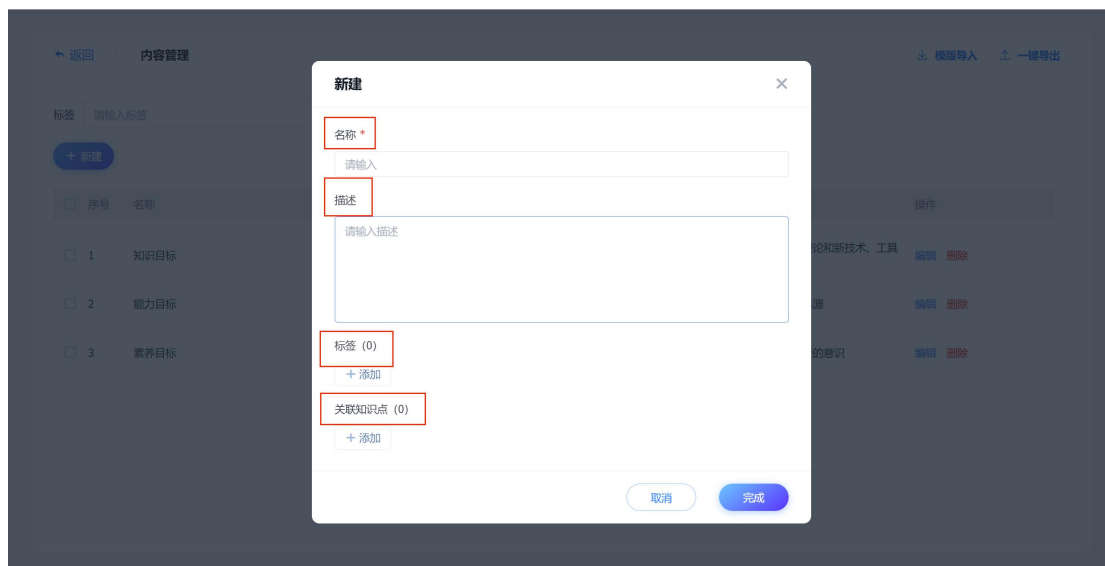 返回 内容管理 模版导入 一键导出
新建
标签 请输入标签
名称 *
+ 新建
请输入
描述
序号 名称 操作
请输入描述
论和新技术、工具
1 知识目标 编辑 删除
2 能力目标 源 编辑 删除
标签 (0)
3 素养目标 的意识 编辑 删除
+ 添加
关联知识点 (0)
+ 添加
取消 完成